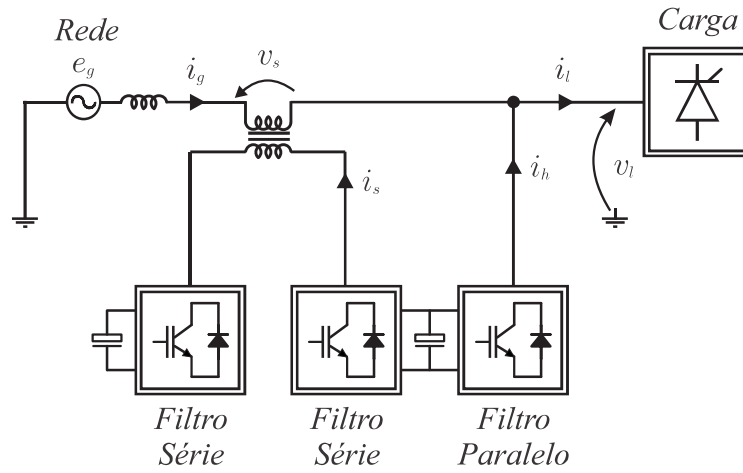 Rede
e_g
i_g
v_s
i_l
Carga
v_l
i_s
i_h
Filtro
Série
Filtro
Série
Filtro
Paralelo